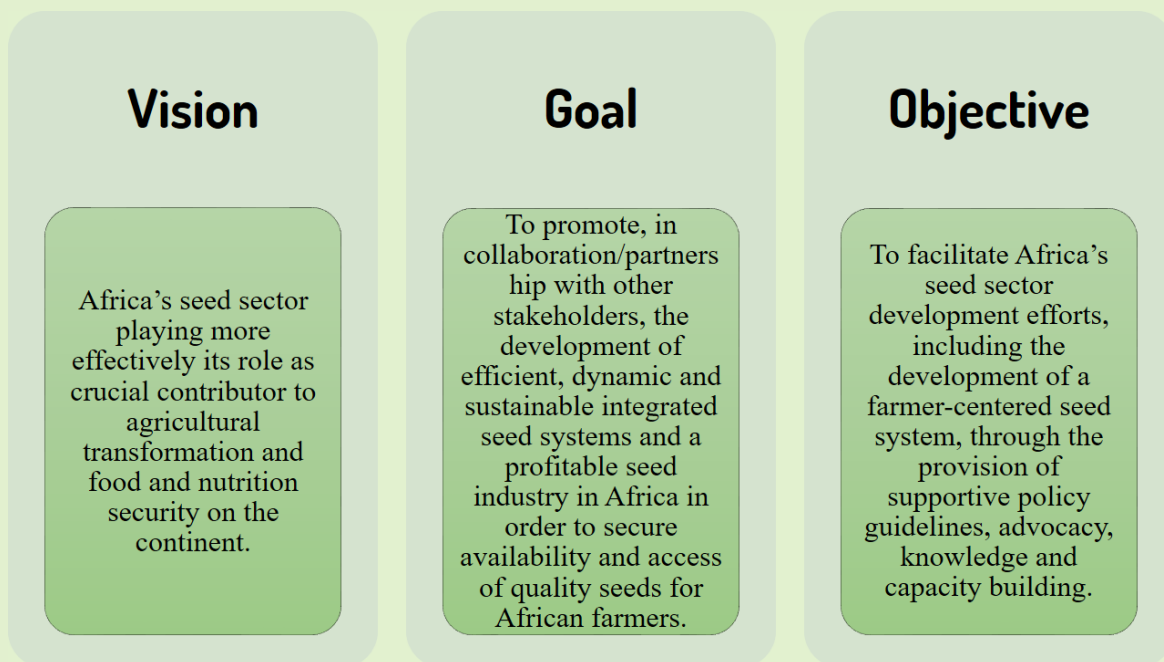 Vision
Africa’s seed sector
playing more
effectively its role as
crucial contributor to
agricultural
transformation and
food and nutrition
security on the
continent.
Goal
To promote, in
collaboration/partners
hip with other
stakeholders, the
development of
efficient, dynamic and
sustainable integrated
seed systems and a
profitable seed
industry in Africa in
order to secure
availability and access
of quality seeds for
African farmers.
Objective
To facilitate Africa’s
seed sector
development efforts,
including the
development of a
farmer-centered seed
system, through the
provision of
supportive policy
guidelines, advocacy,
knowledge and
capacity building.